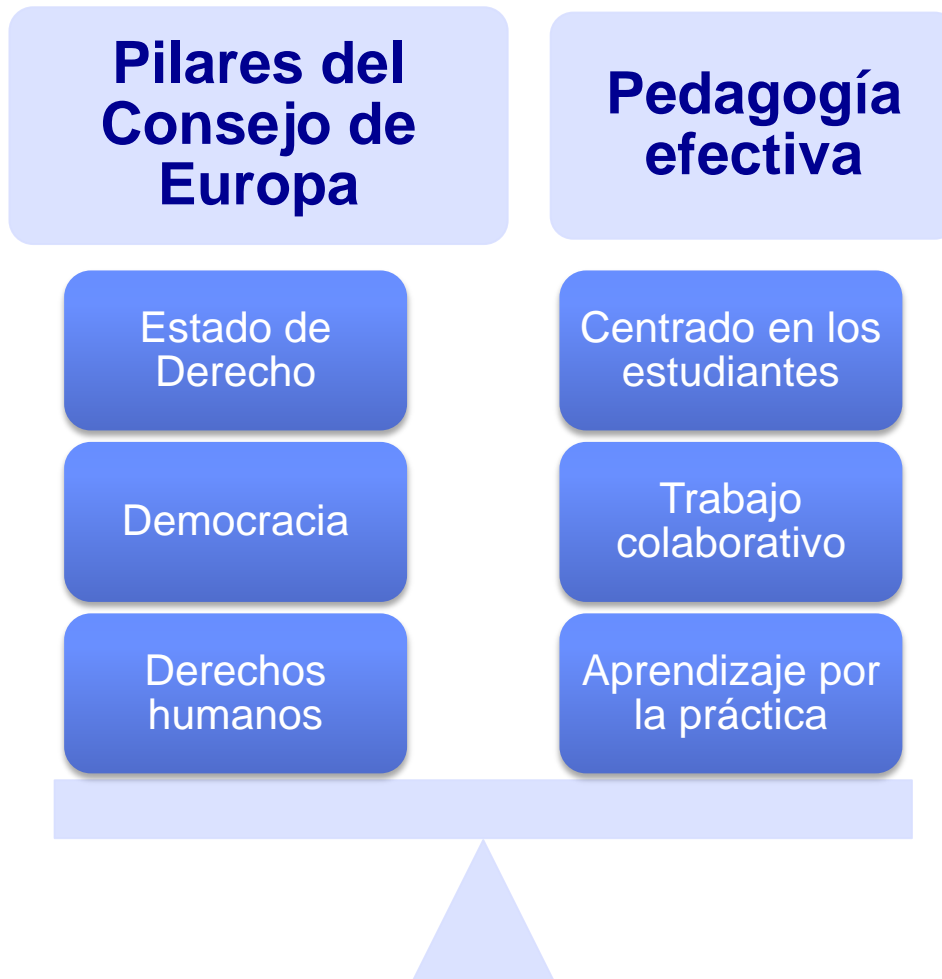 Pilares del
Consejo de
Europa
Pedagogía
efectiva
Estado de
Derecho
Democracia
Derechos
humanos
Centrado en los
estudiantes
Trabajo
colaborativo
Aprendizaje por
la práctica